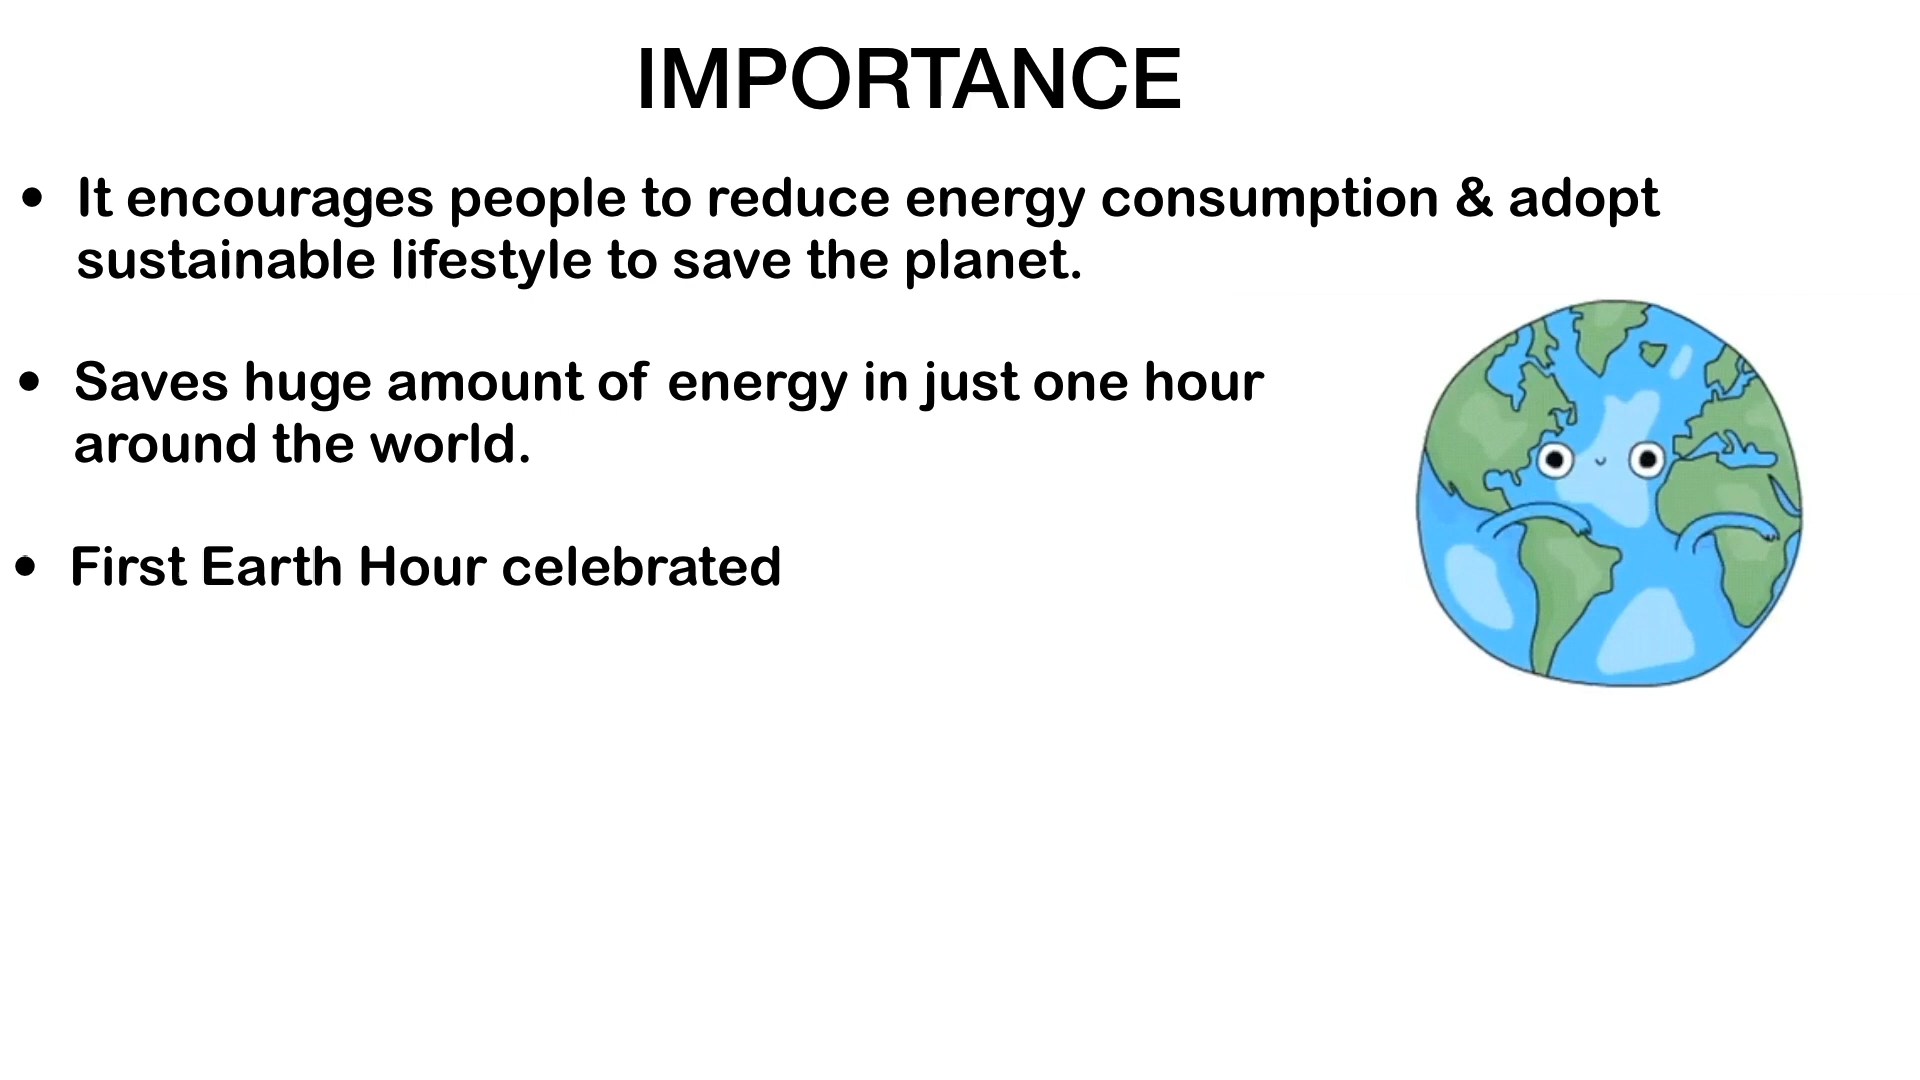 IMPORTANCE
• It encourages people to reduce energy consumption & adopt
sustainable lifestyle to save the planet.
• Saves huge amount of energy in just one hour
around the world.
• First Earth Hour celebrated